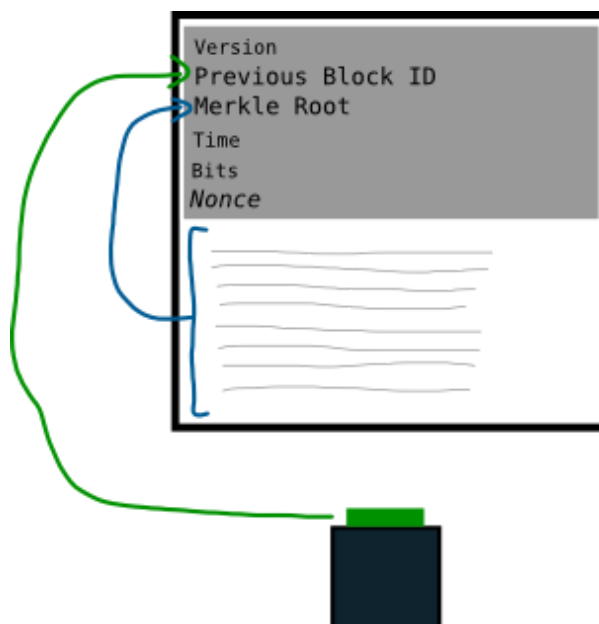 Version
Previous Block ID
Merkle Root
Time
Bits
Nonce